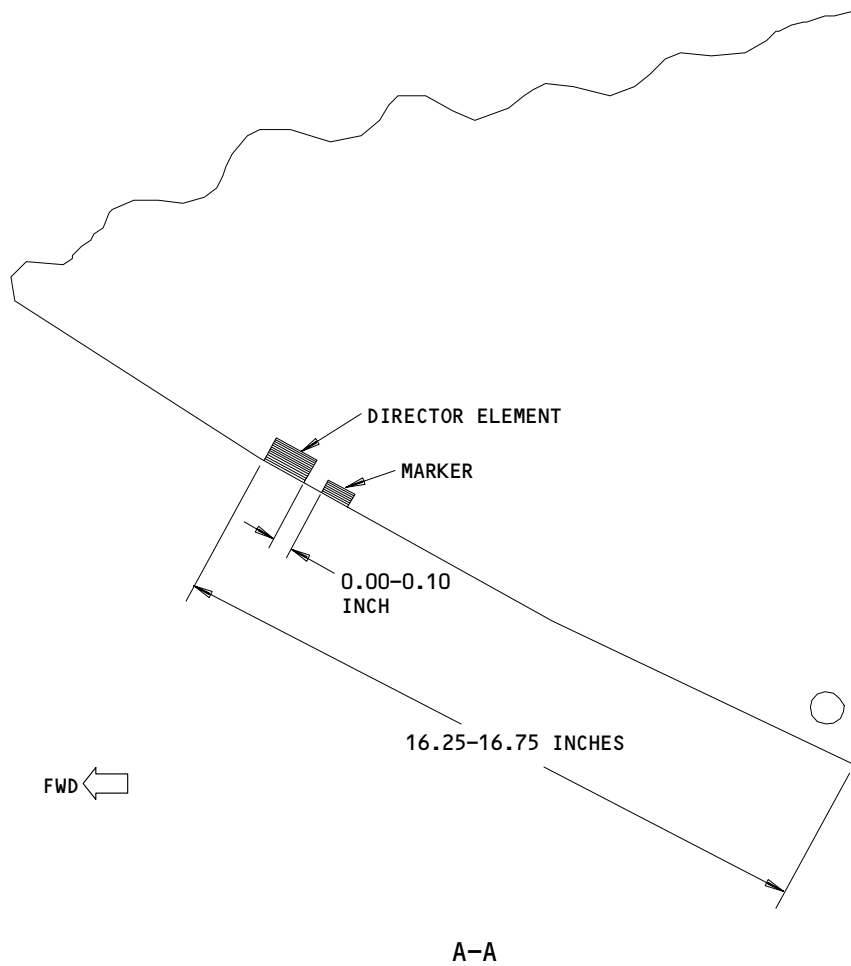 DIRECTOR ELEMENT
MARKER
0.00-0.10
INCH
16.25-16.75 INCHES
FWD
A-A